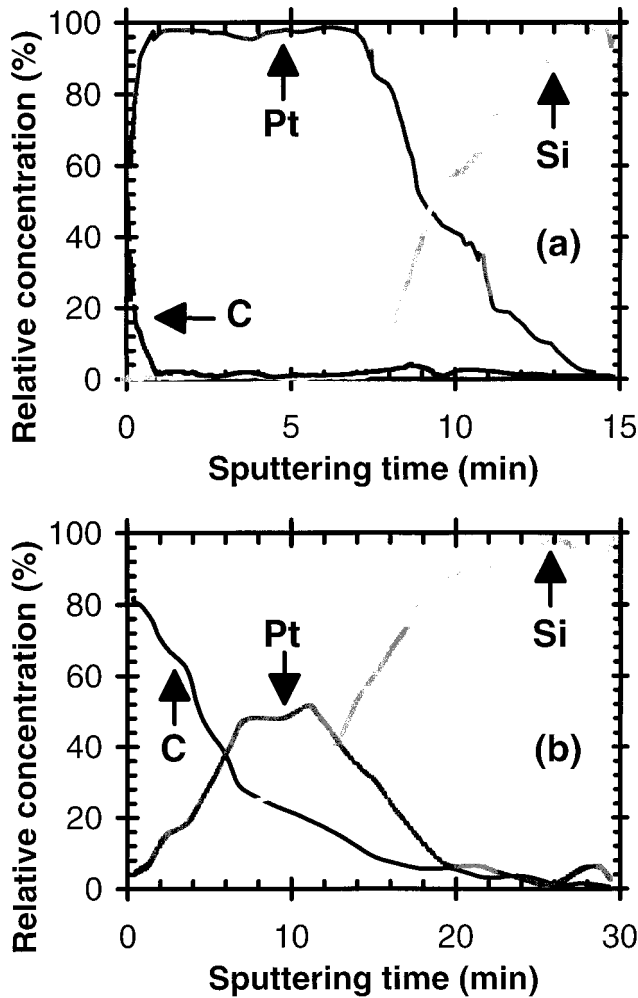 100
80
60
40
20
0
Relative concentration (%)
Pt
Si
(a)
C
0 5 10 15
Sputtering time (min)
100
80
60
40
20
0
Relative concentration (%)
Pt
Si
C
(b)
0 10 20 30
Sputtering time (min)